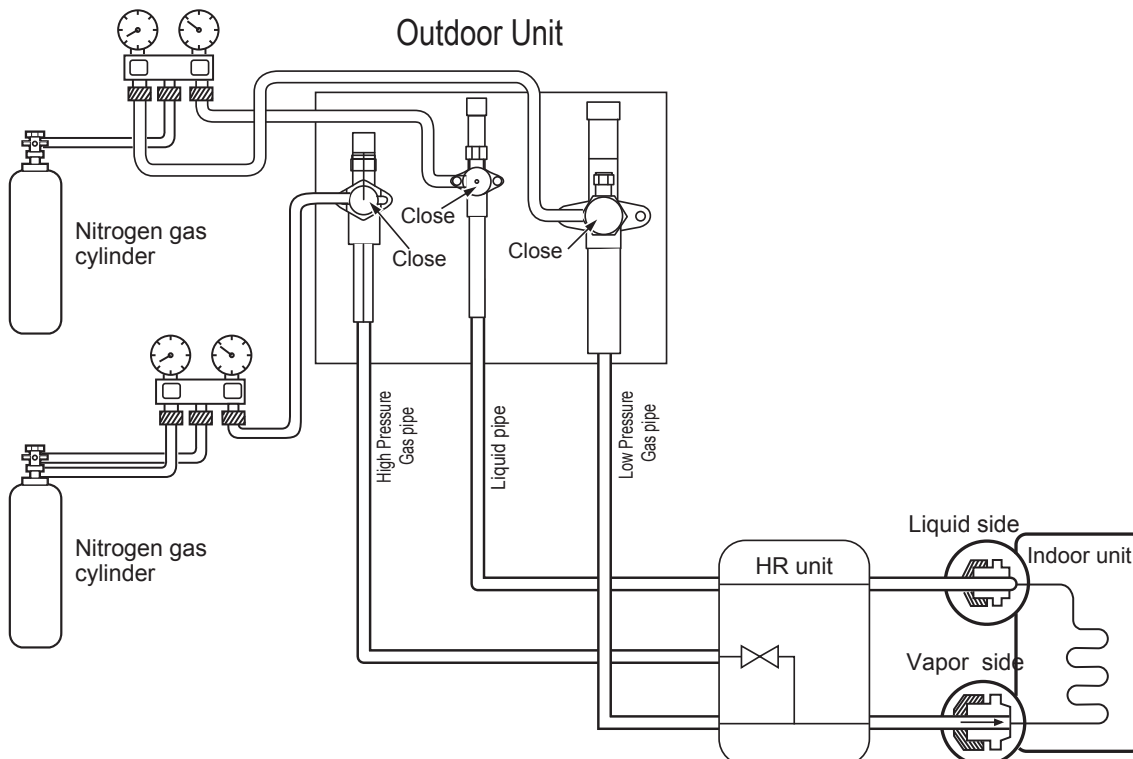 Outdoor Unit
Nitrogen gas
cylinder
Close
Close
Close
High Pressure
Gas pipe
Liquid pipe
Low Pressure
Gas pipe
Nitrogen gas
cylinder
Liquid side
Indoor unit
HR unit
Vapor side